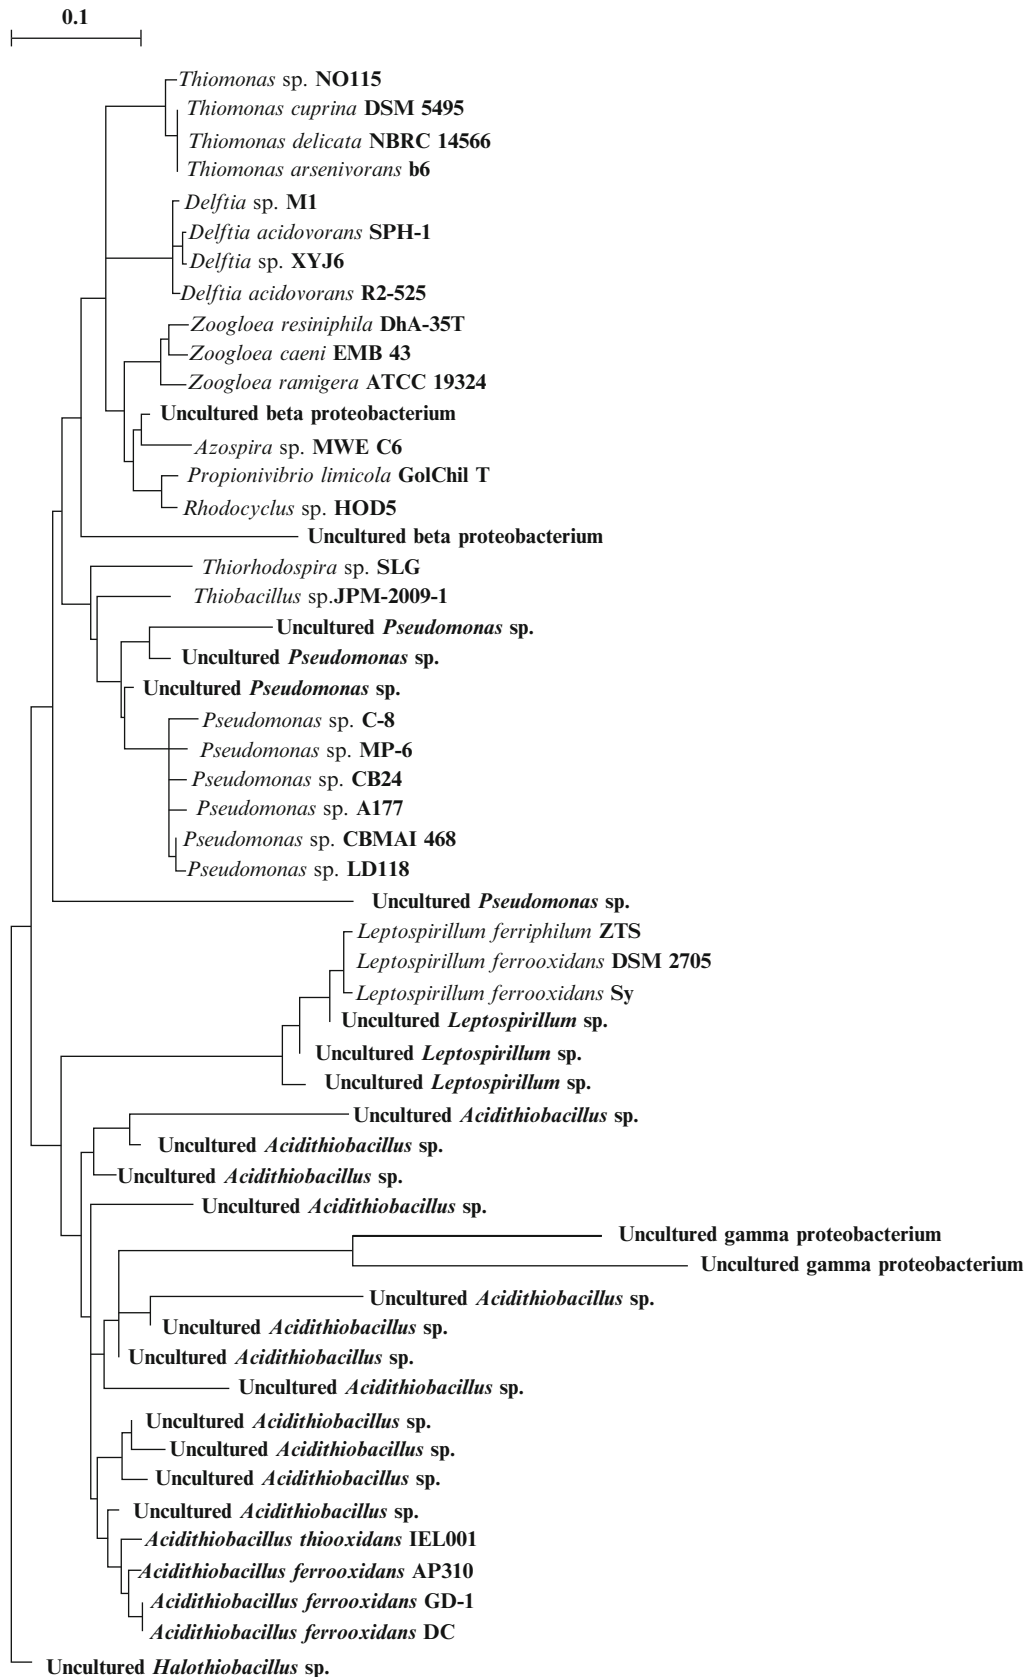 0.1
Thiomonas sp. NO115
Thiomonas cuprina DSM 5495
Thiomonas delicata NBRC 14566
Thiomonas arsenivorans b6
Delftia sp. M1
Delftia acidovorans SPH-1
Delftia sp. XYJ6
Delftia acidovorans R2-525
Zoogloea resiniphila DhA-35T
Zoogloea caeni EMB 43
Zoogloea ramigera ATCC 19324
Uncultured beta proteobacterium
Azospira sp. MWE C6
Propionivibrio limicola GolChil T
Rhodocyclus sp. HOD5
Uncultured beta proteobacterium
Thiorhodospira sp. SLG
Thiobacillus sp.JPM-2009-1
Uncultured Pseudomonas sp.
Uncultured Pseudomonas sp.
Uncultured Pseudomonas sp.
Pseudomonas sp. C-8
Pseudomonas sp. MP-6
Pseudomonas sp. CB24
Pseudomonas sp. A177
Pseudomonas sp. CBMAI 468
Pseudomonas sp. LD118
Uncultured Pseudomonas sp.
Leptospirillum ferriphilum ZTS
Leptospirillum ferrooxidans DSM 2705
Leptospirillum ferrooxidans Sy
Uncultured Leptospirillum sp.
Uncultured Leptospirillum sp.
Uncultured Leptospirillum sp.
Uncultured Acidithiobacillus sp.
Uncultured Acidithiobacillus sp.
Uncultured Acidithiobacillus sp.
Uncultured Acidithiobacillus sp.
Uncultured gamma proteobacterium
Uncultured gamma proteobacterium
Uncultured Acidithiobacillus sp.
Uncultured Acidithiobacillus sp.
Uncultured Acidithiobacillus sp.
Uncultured Acidithiobacillus sp.
Uncultured Acidithiobacillus sp.
Uncultured Acidithiobacillus sp.
Uncultured Acidithiobacillus sp.
Uncultured Acidithiobacillus sp.
Acidithiobacillus thiooxidans IEL001
Acidithiobacillus ferrooxidans AP310
Acidithiobacillus ferrooxidans GD-1
Acidithiobacillus ferrooxidans DC
Uncultured Halothiobacillus sp.